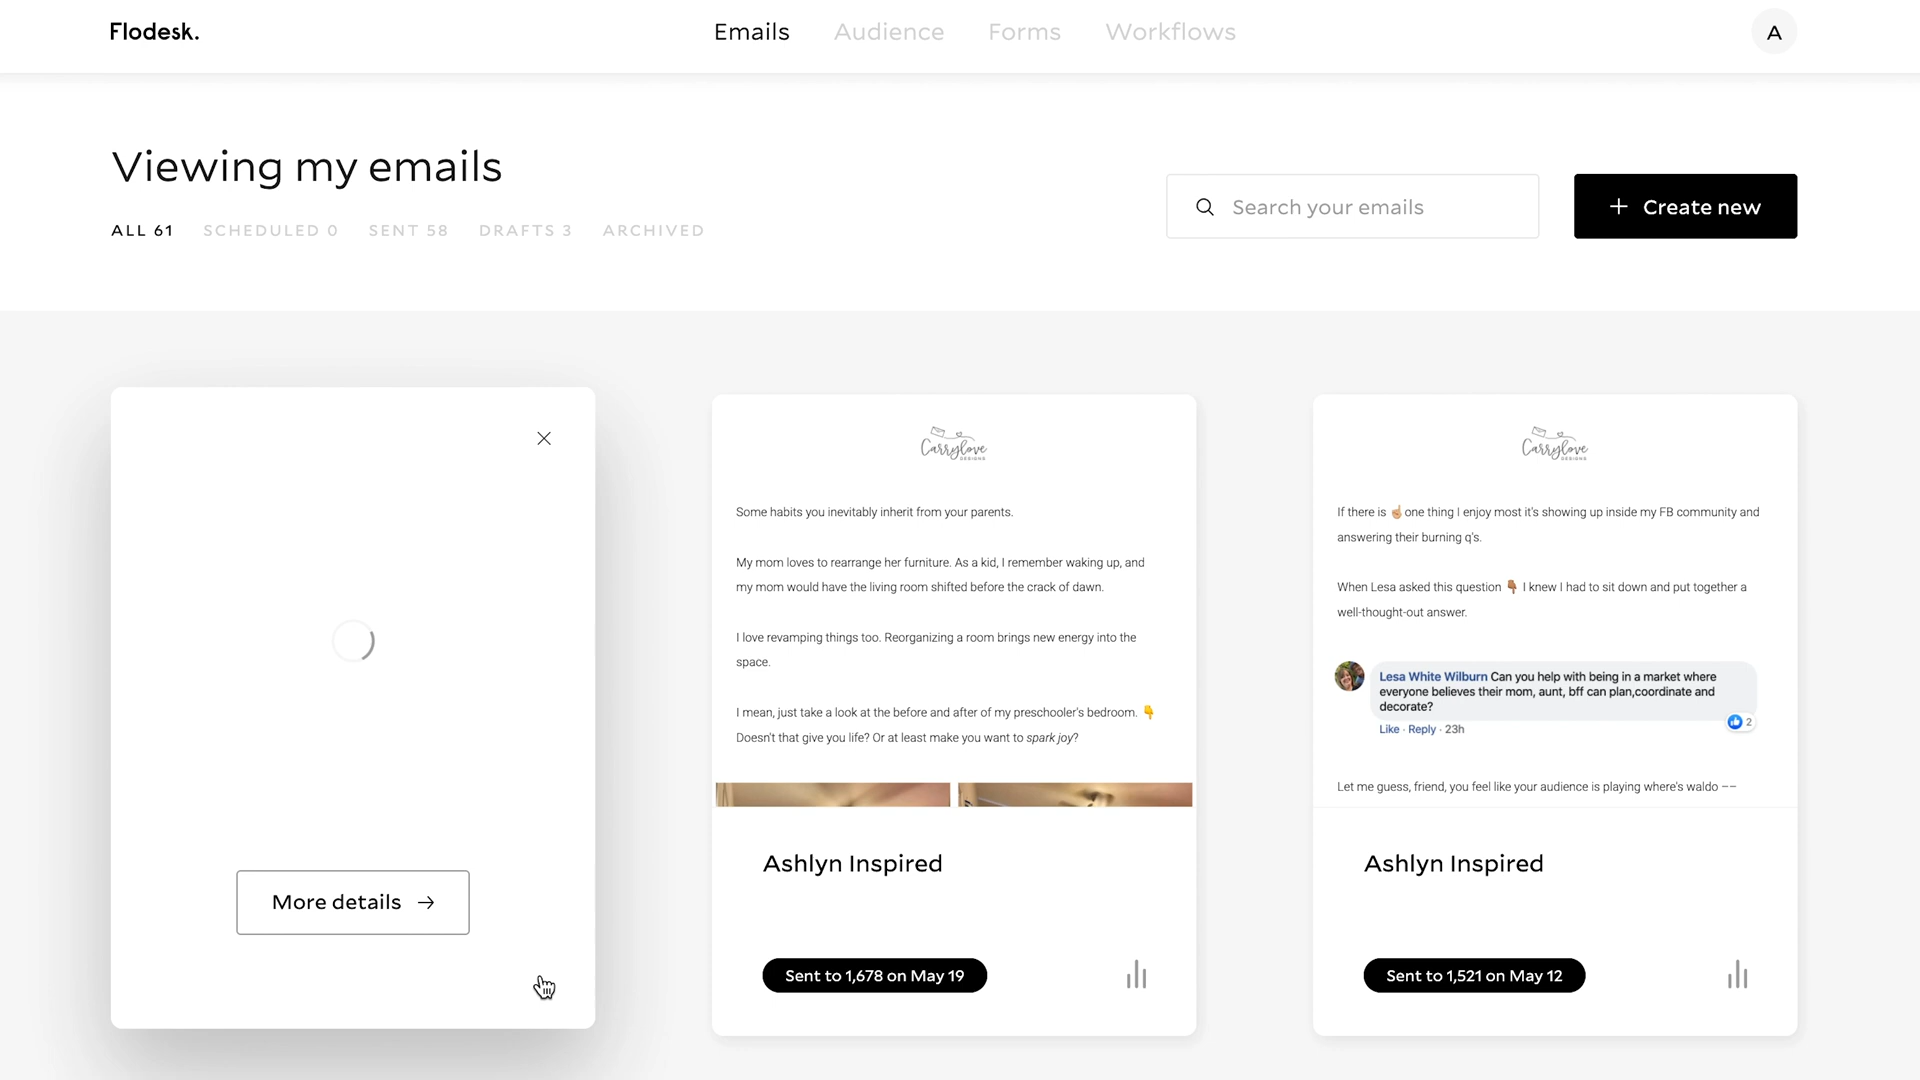 Flodesk.
Emails
Audience
Forms
Workflows
A
Viewing my emails
ALL 61
SCHEDULED 0
SENT 58
DRAFTS 3
ARCHIVED
Search your emails
+ Create new
More details →
Carrylove
DESIGNS
Some habits you inevitably inherit from your parents.
My mom loves to rearrange her furniture. As a kid, I remember waking up, and
my mom would have the living room shifted before the crack of dawn.
I love revamping things too. Reorganizing a room brings new energy into the
space.
I mean, just take a look at the before and after of my preschooler's bedroom. 👇
Doesn't that give you life? Or at least make you want to spark joy?
Ashlyn Inspired
Sent to 1,678 on May 19
Carrylove
DESIGNS
If there is ☝🏼one thing I enjoy most it's showing up inside my FB community and
answering their burning q's.
When Lesa asked this question 👇🏽 I knew I had to sit down and put together a
well-thought-out answer.
Lesa White Wilburn Can you help with being in a market where
everyone believes their mom, aunt, bff can plan,coordinate and
decorate?
2
Like · Reply · 23h
Let me guess, friend, you feel like your audience is playing where's waldo ––
Ashlyn Inspired
Sent to 1,521 on May 12